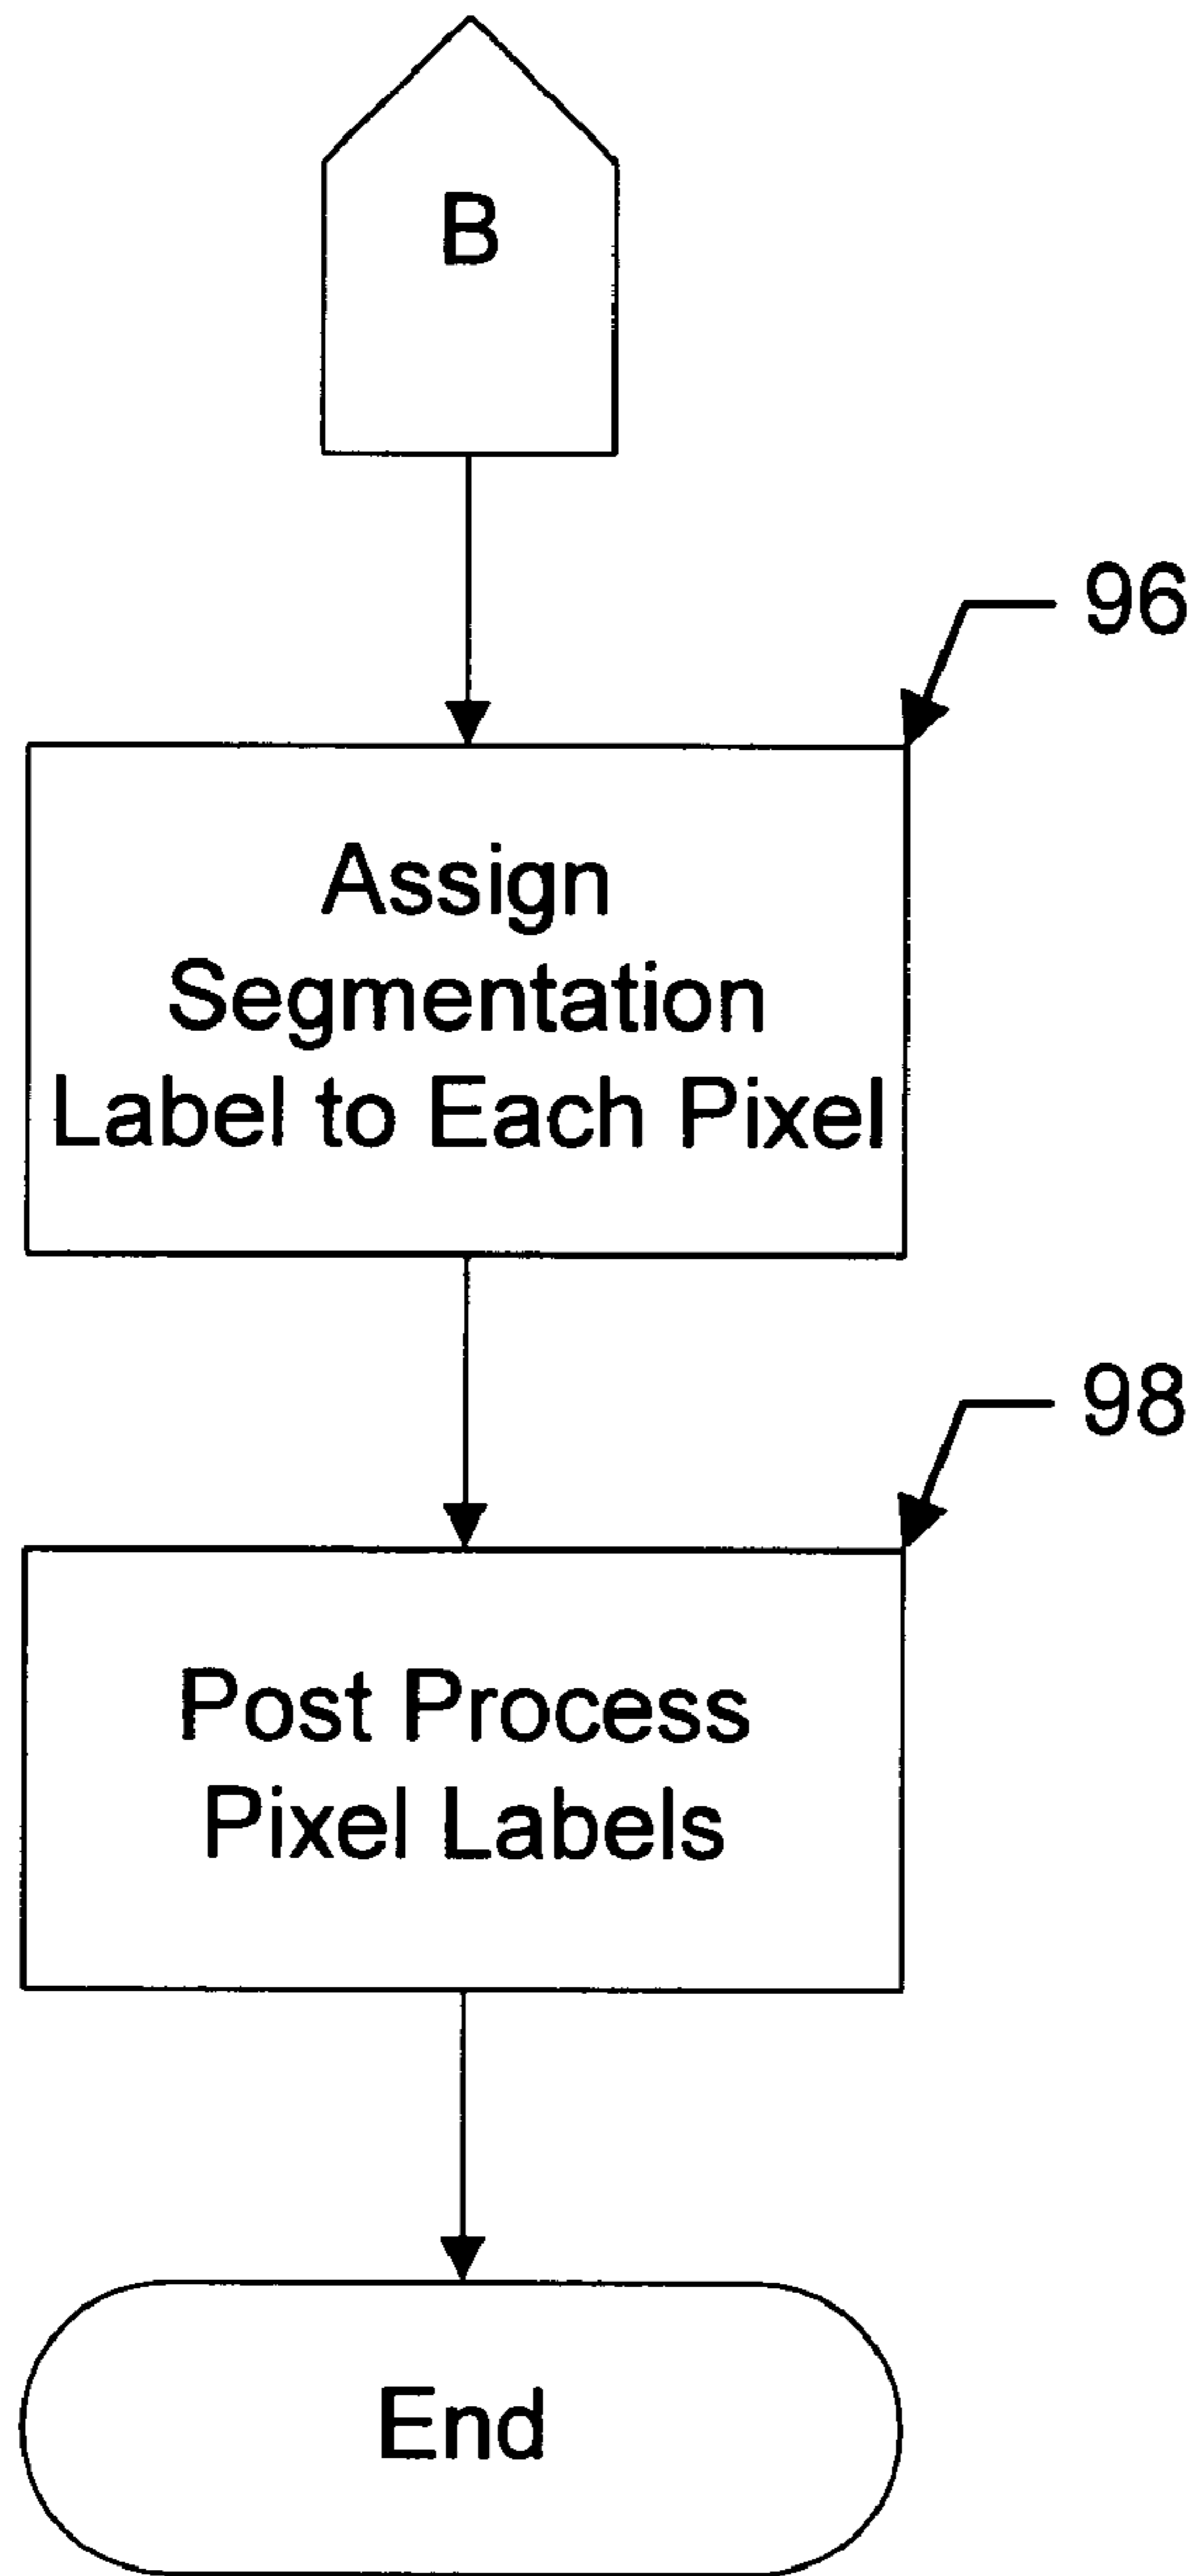 B
96
Assign
Segmentation
Label to Each Pixel
98
Post Process
Pixel Labels
End